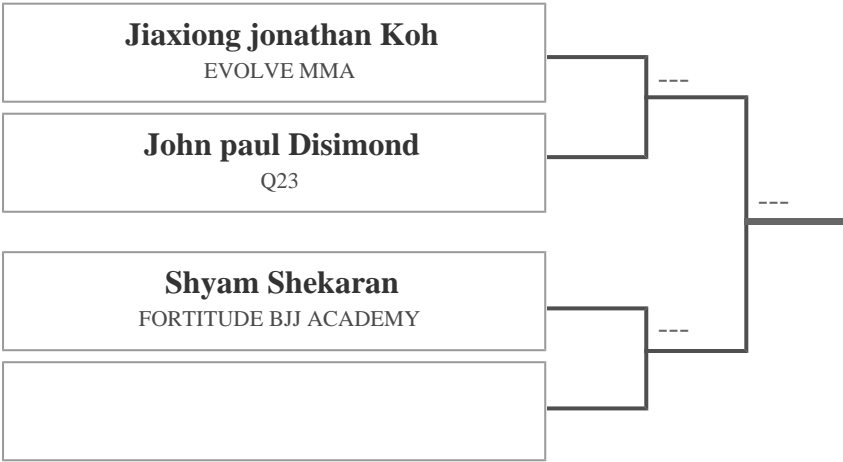 Jiaxiong jonathan Koh
EVOLVE MMA
---
John paul Disimond
Q23
---
Shyam Shekaran
FORTITUDE BJJ ACADEMY
---